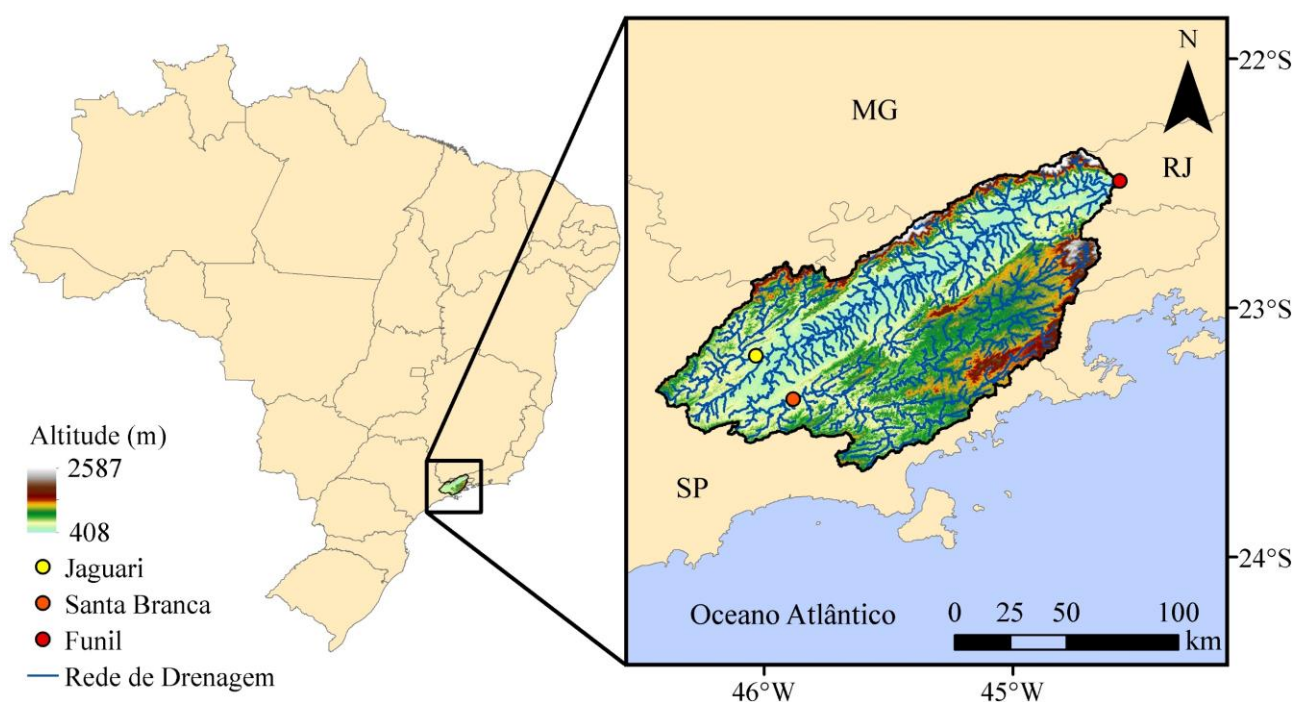 Altitude (m)
2587
408
Jaguari
Santa Branca
Funil
Rede de Drenagem
N
MG
RJ
SP
Oceano Atlântico
0 25 50 100
km
22°S
23°S
24°S
46°W 45°W